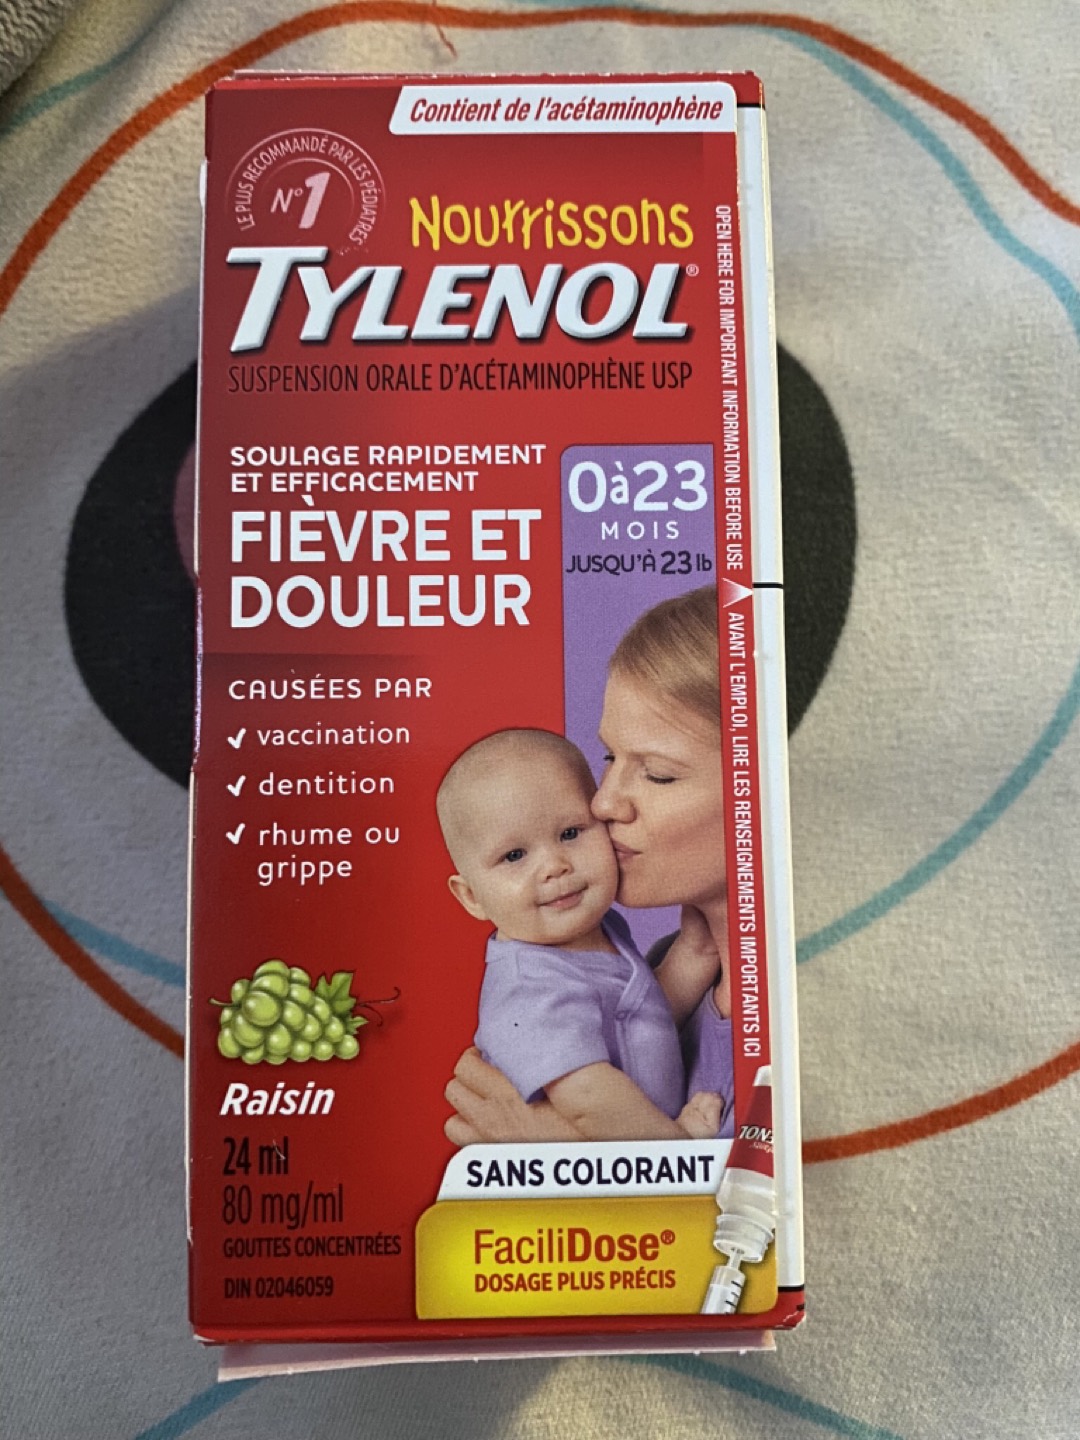 Contient de l'acétaminophène
LE PLUS RECOMMANDÉ PAR LES PÉDIATRES
N° 1
Nourrissons
TYLENOL®
SUSPENSION ORALE D'ACÉTAMINOPHÈNE USP
SOULAGE RAPIDEMENT
ET EFFICACEMENT
FIÈVRE ET
DOULEUR
0à23
MOIS
JUSQU'À 23 lb
CAUSÉES PAR
✓ vaccination
✓ dentition
✓ rhume ou
grippe
Raisin
24 ml
80 mg/ml
GOUTTES CONCENTRÉES
DIN 02046059
SANS COLORANT
FaciliDose®
DOSAGE PLUS PRÉCIS
OPEN HERE FOR IMPORTANT INFORMATION BEFORE USE
AVANT L'EMPLOI, LIRE LES RENSEIGNEMENTS IMPORTANTS ICI